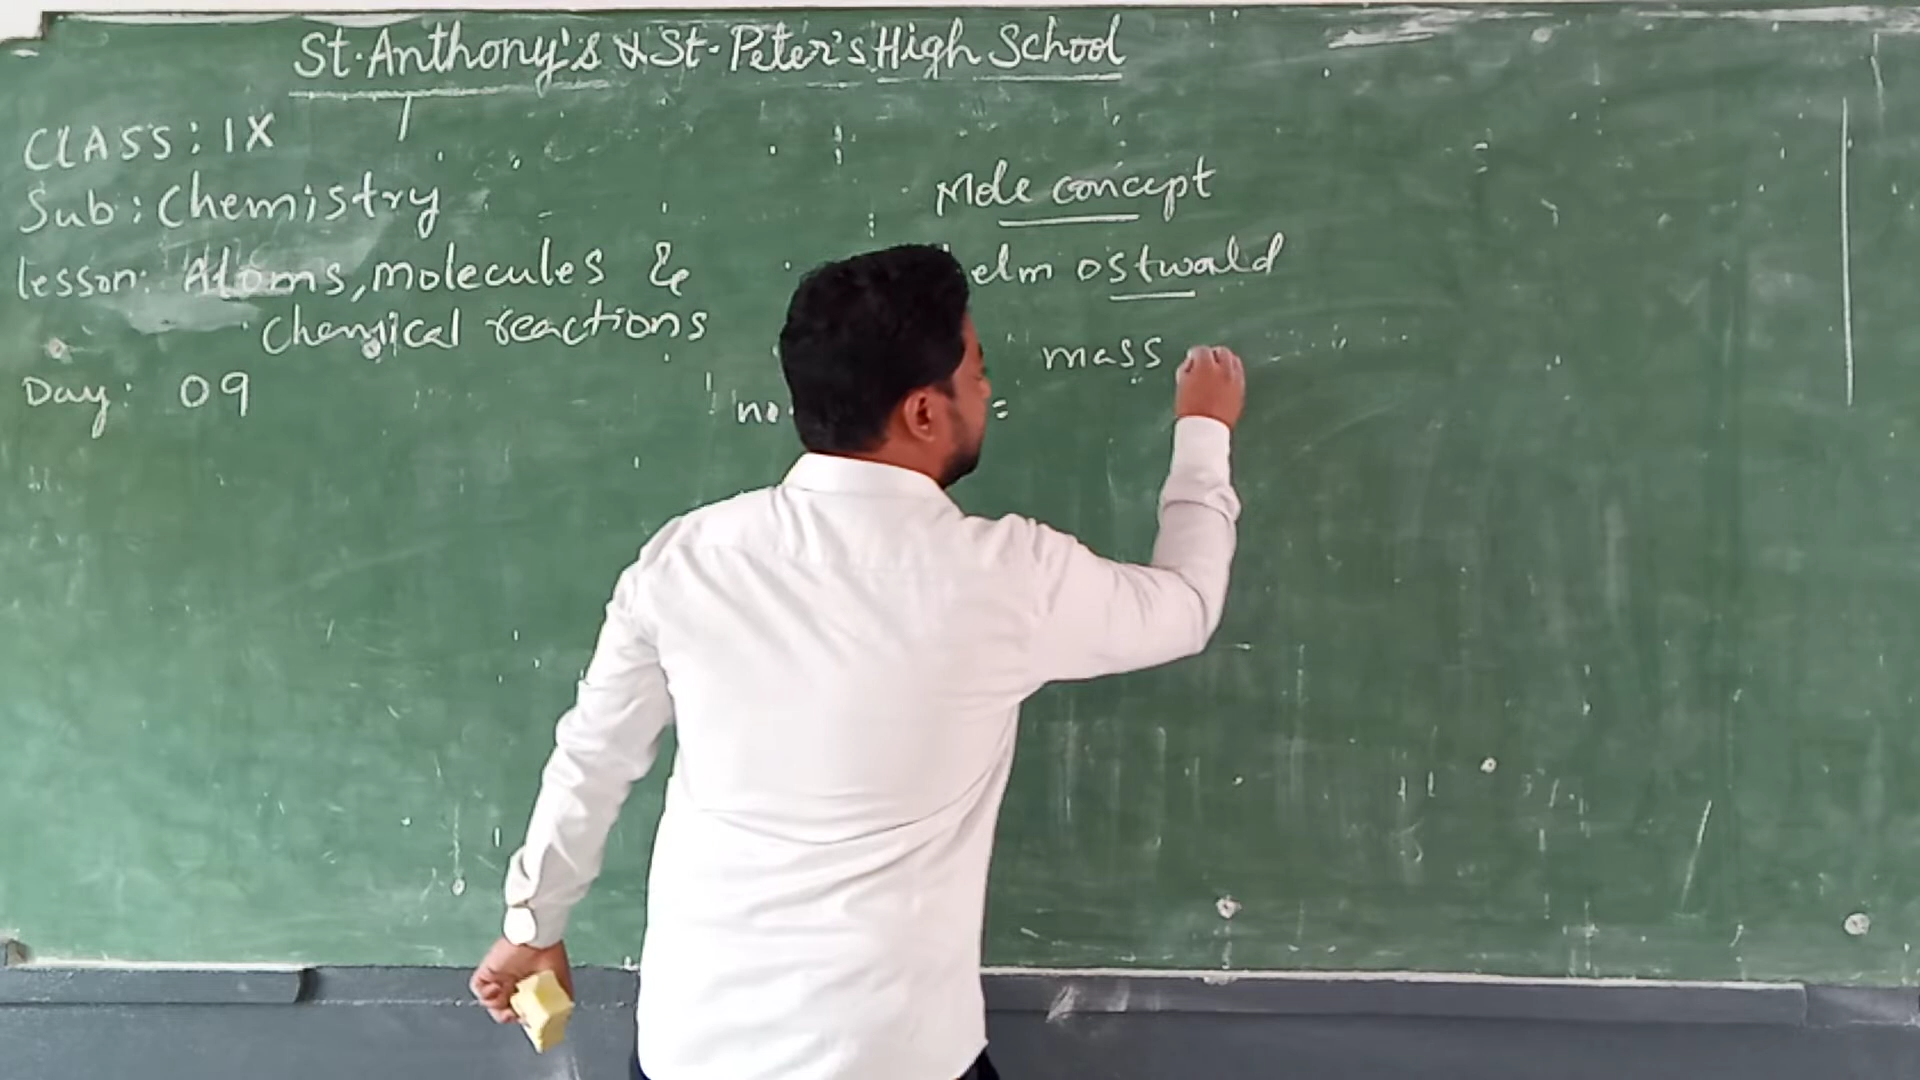 St. Anthony's & St. Peter's High School
CLASS: IX
Sub: Chemistry
lesson: Atoms, molecules &
Chemical reactions
Day: 09
Mole concept
elm ostwald
mass
no =